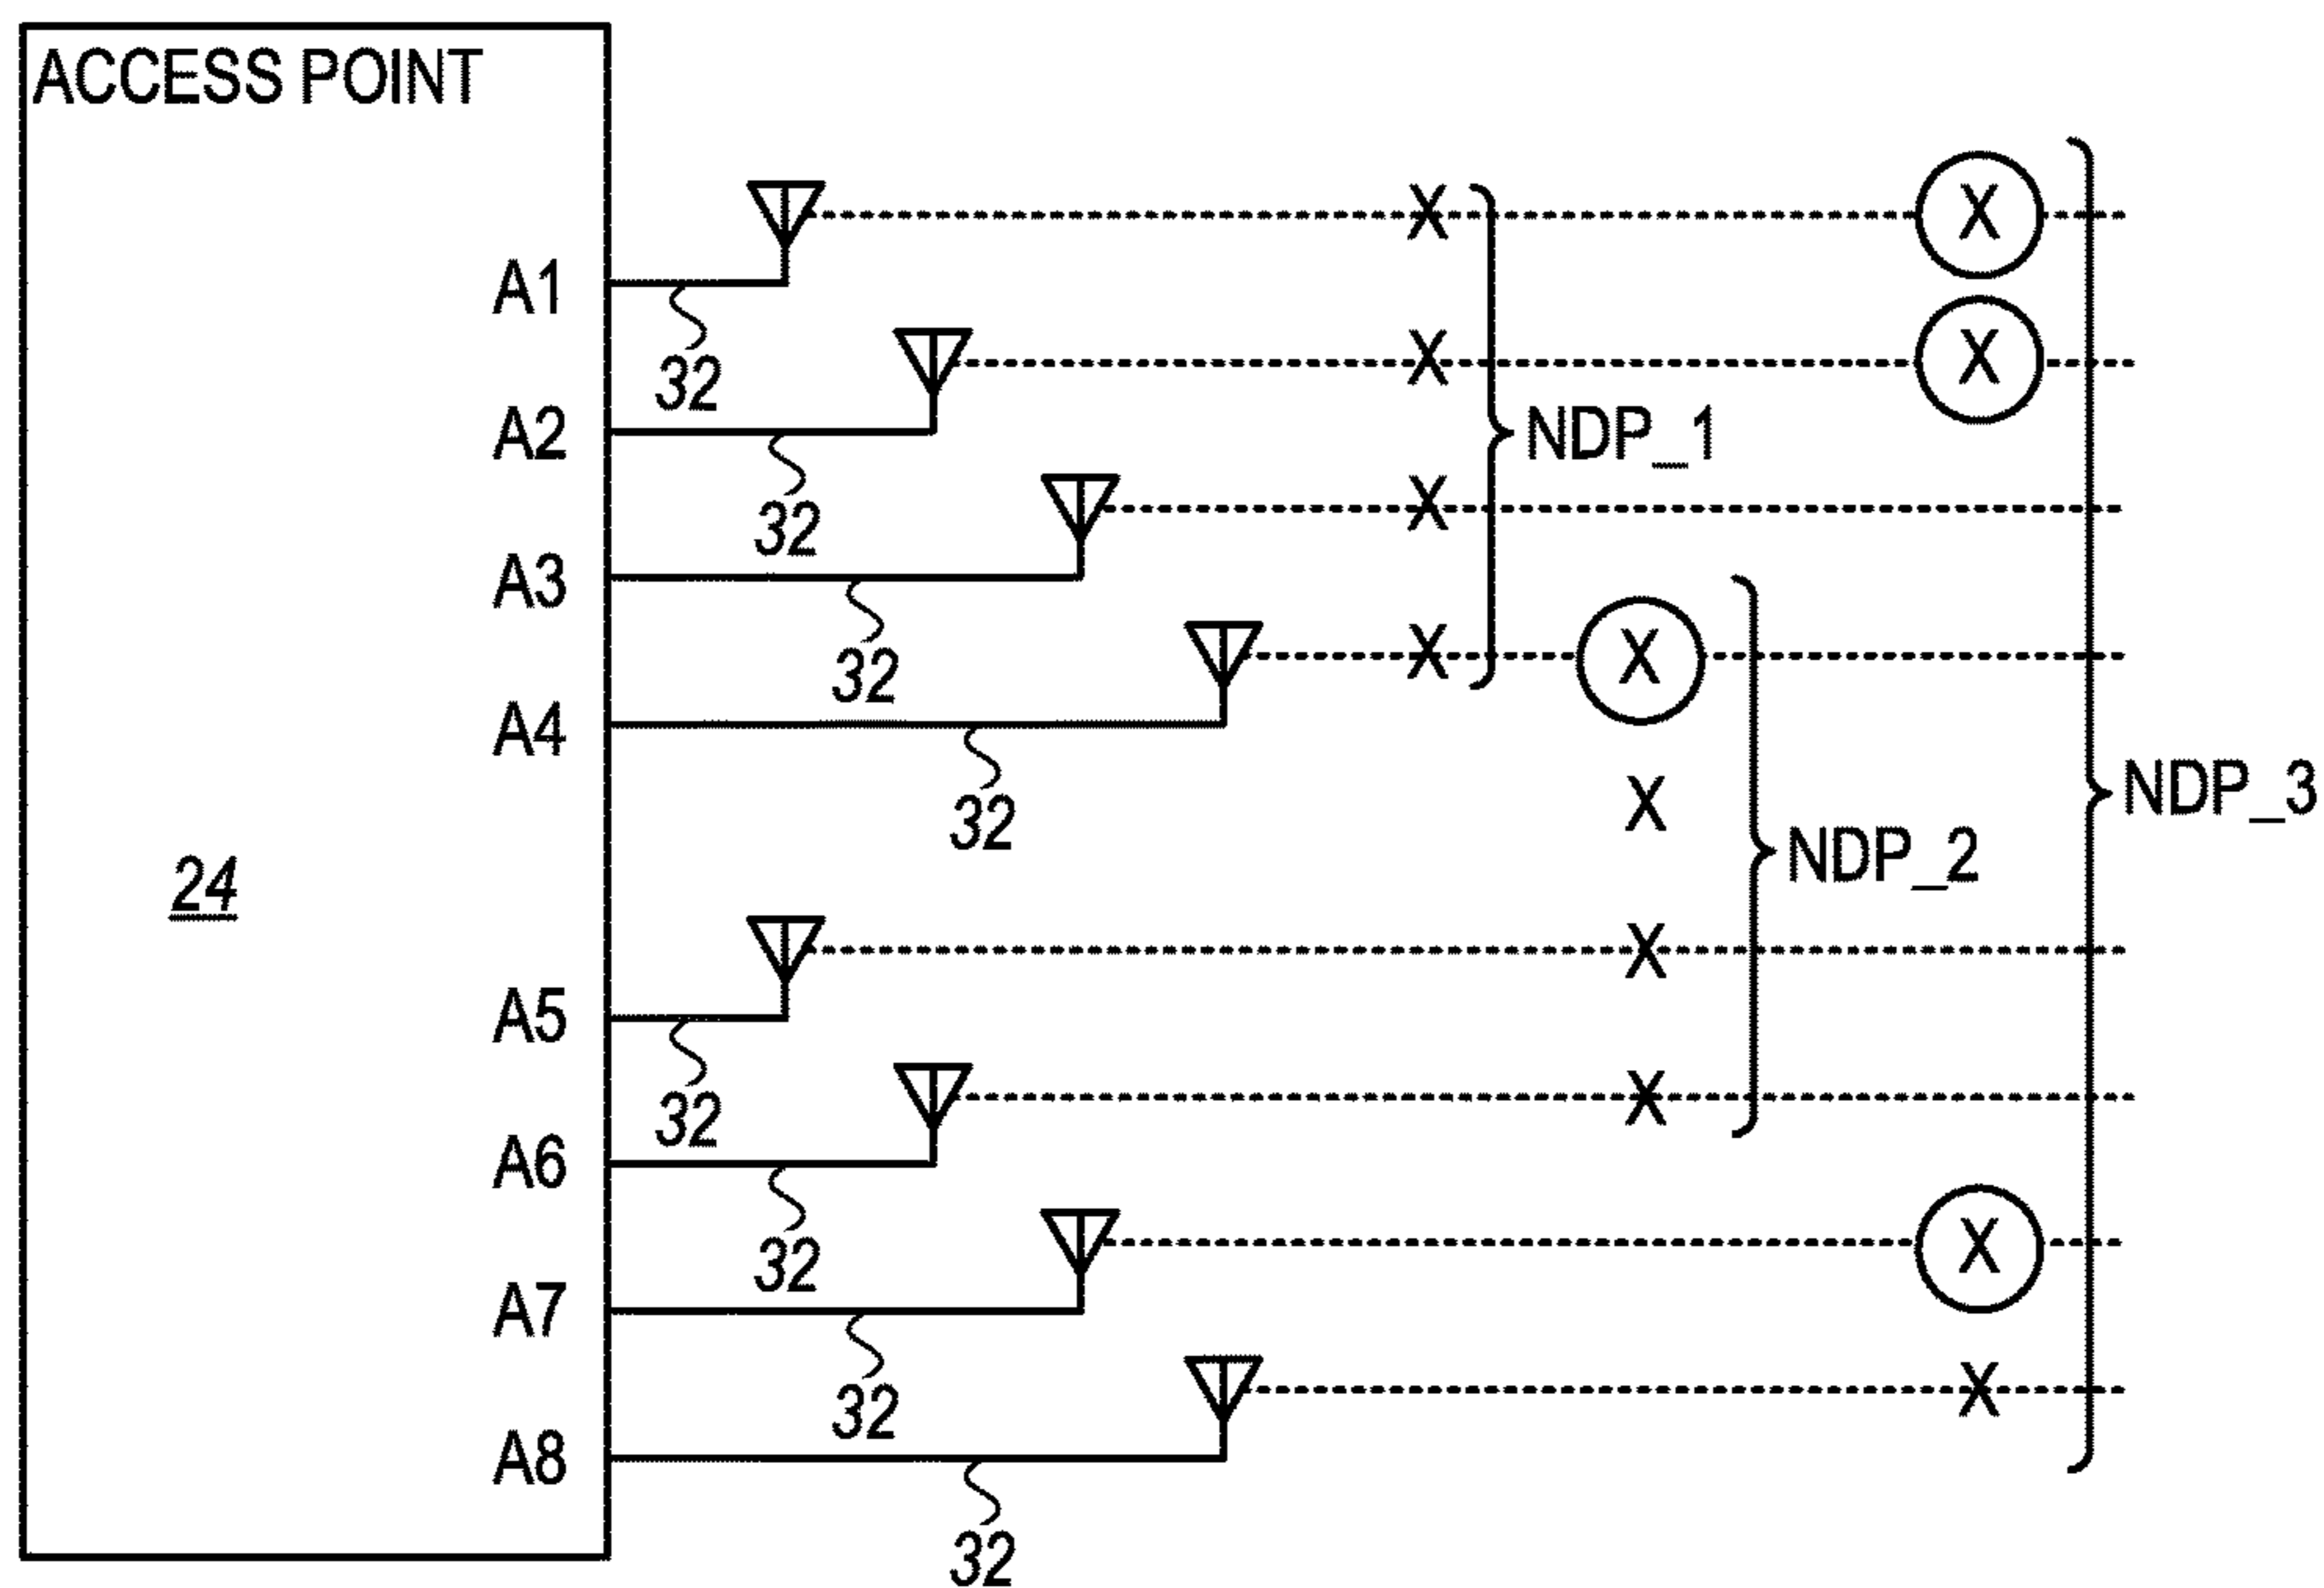 ACCESS POINT
X X
A1
32
X X
A2
NDP_1
32
X
A3
32
X X
A4
32
X
NDP_3
NDP_2
24
X
A5
32
X
A6
32
X
A7
32
X
A8
32